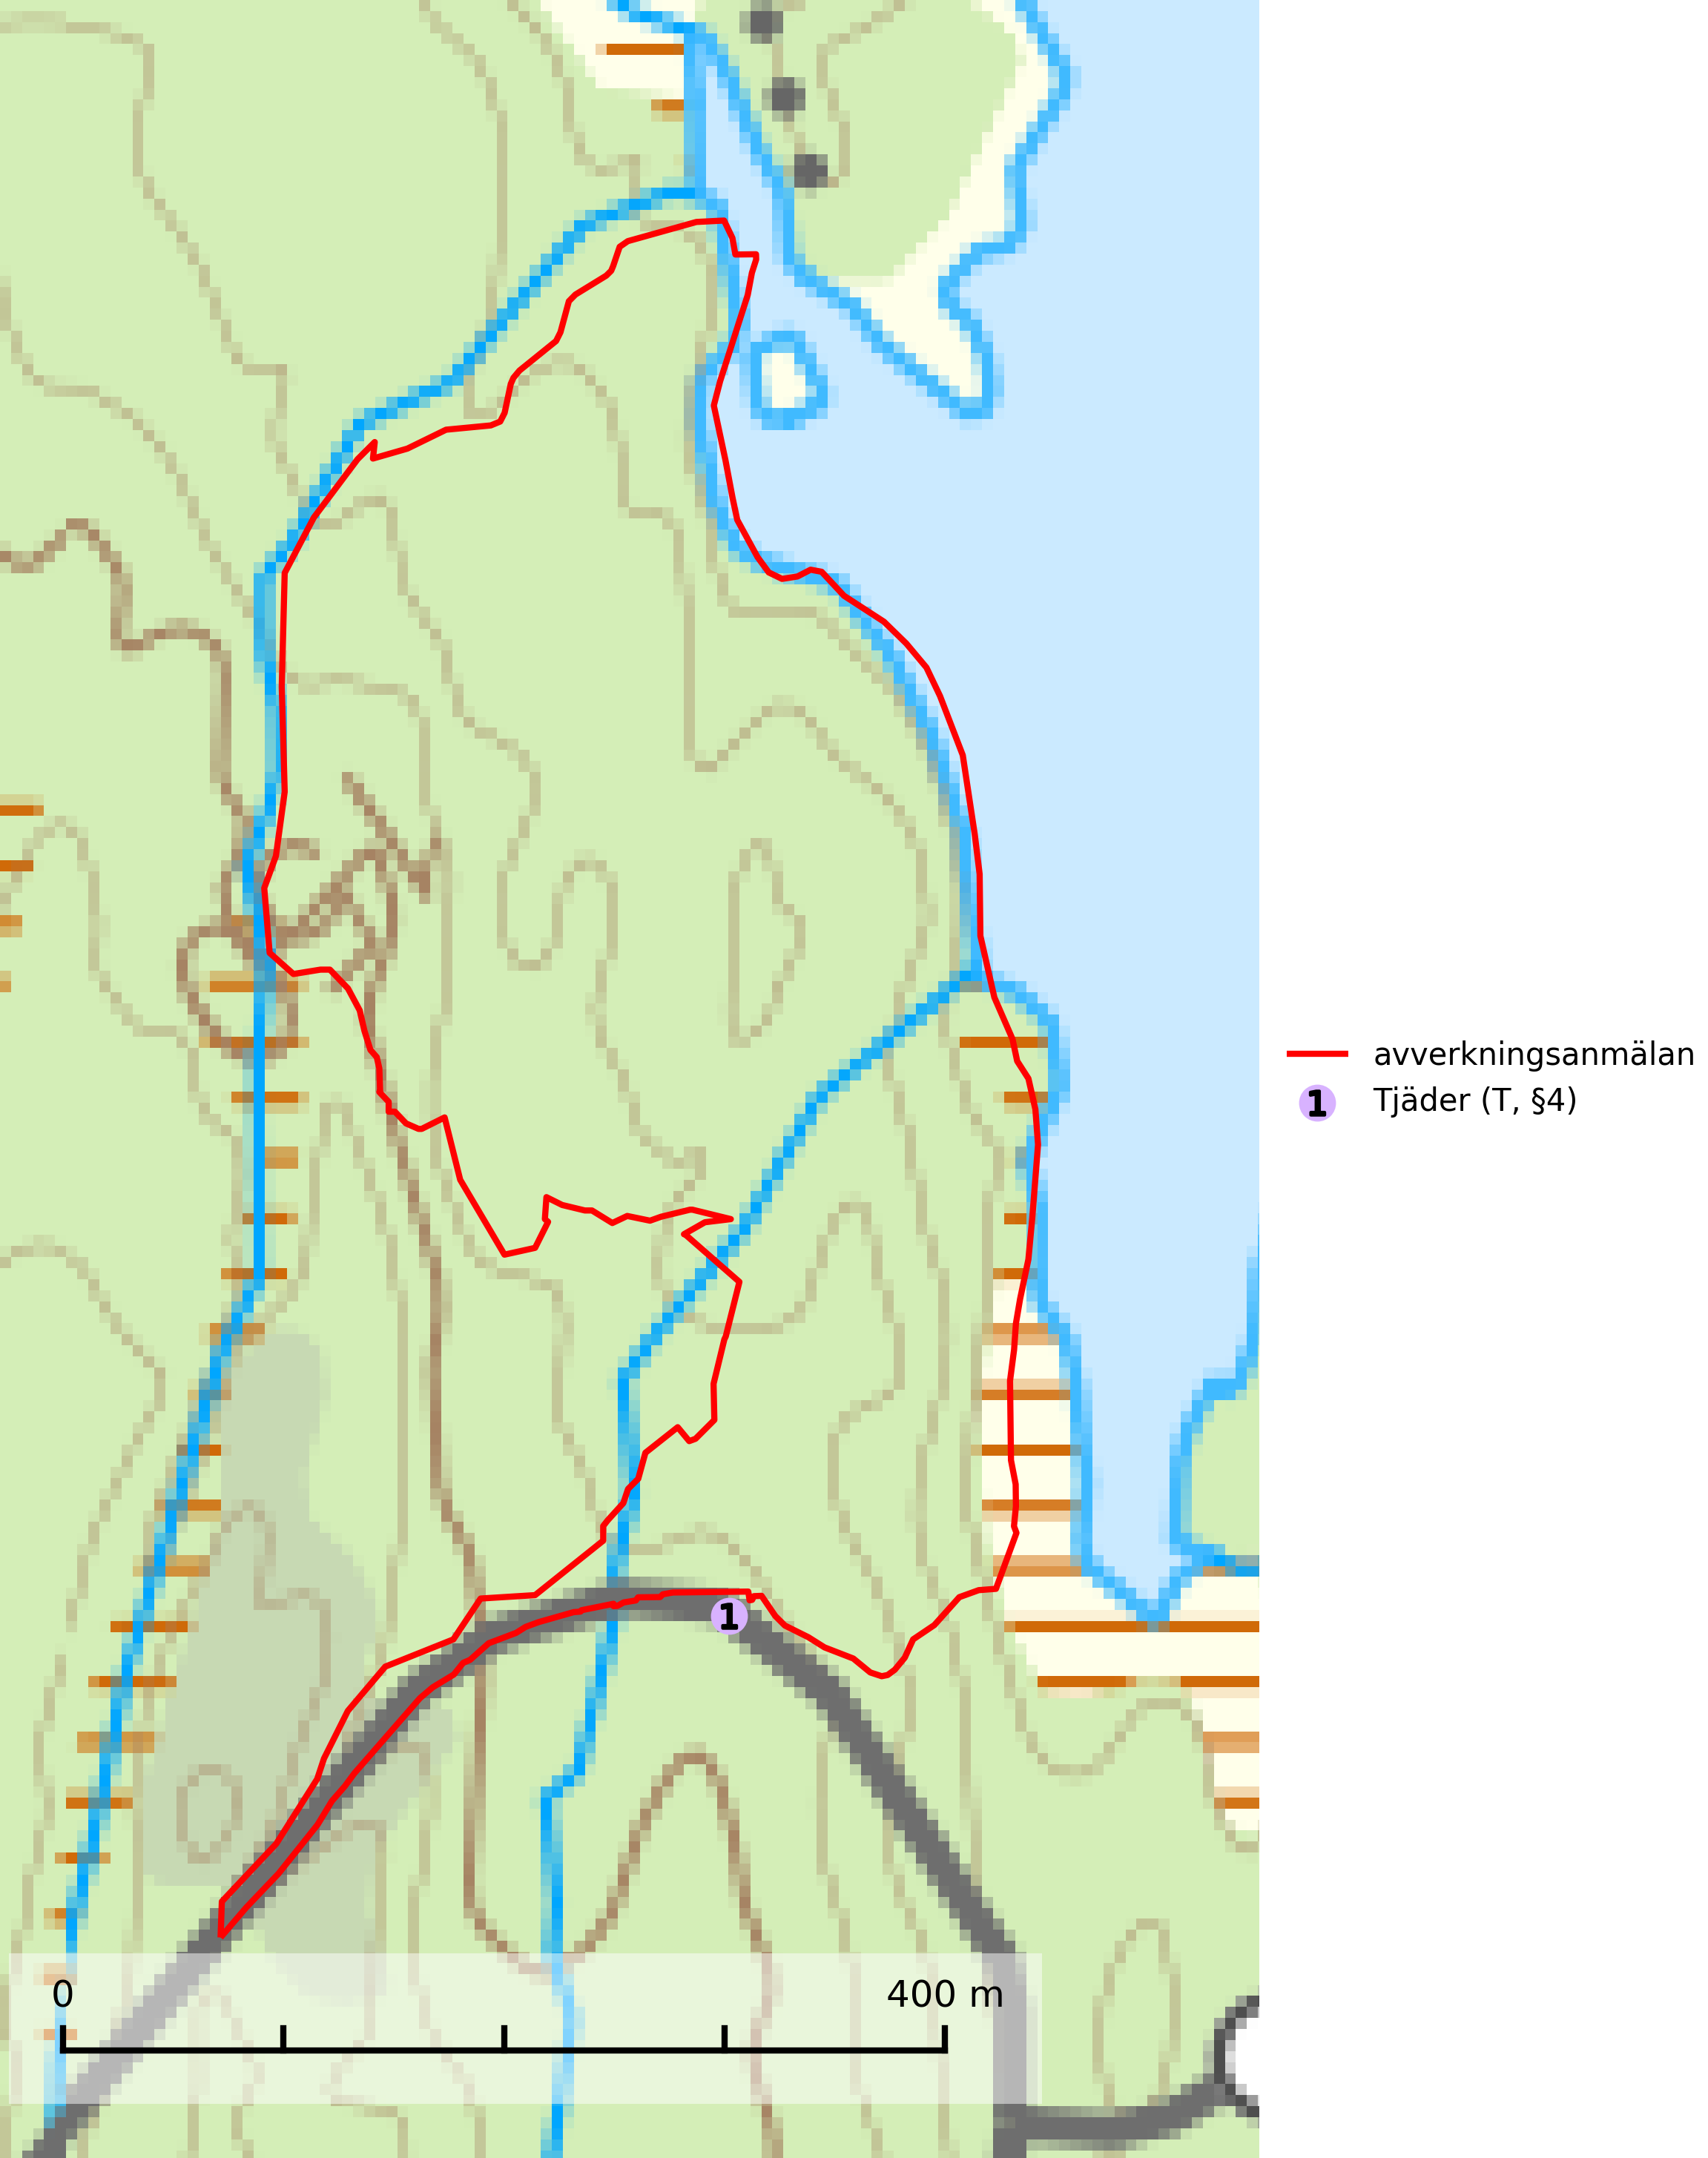 avverkningsanmälan
1 Tjäder (T, §4)
1
0 400 m